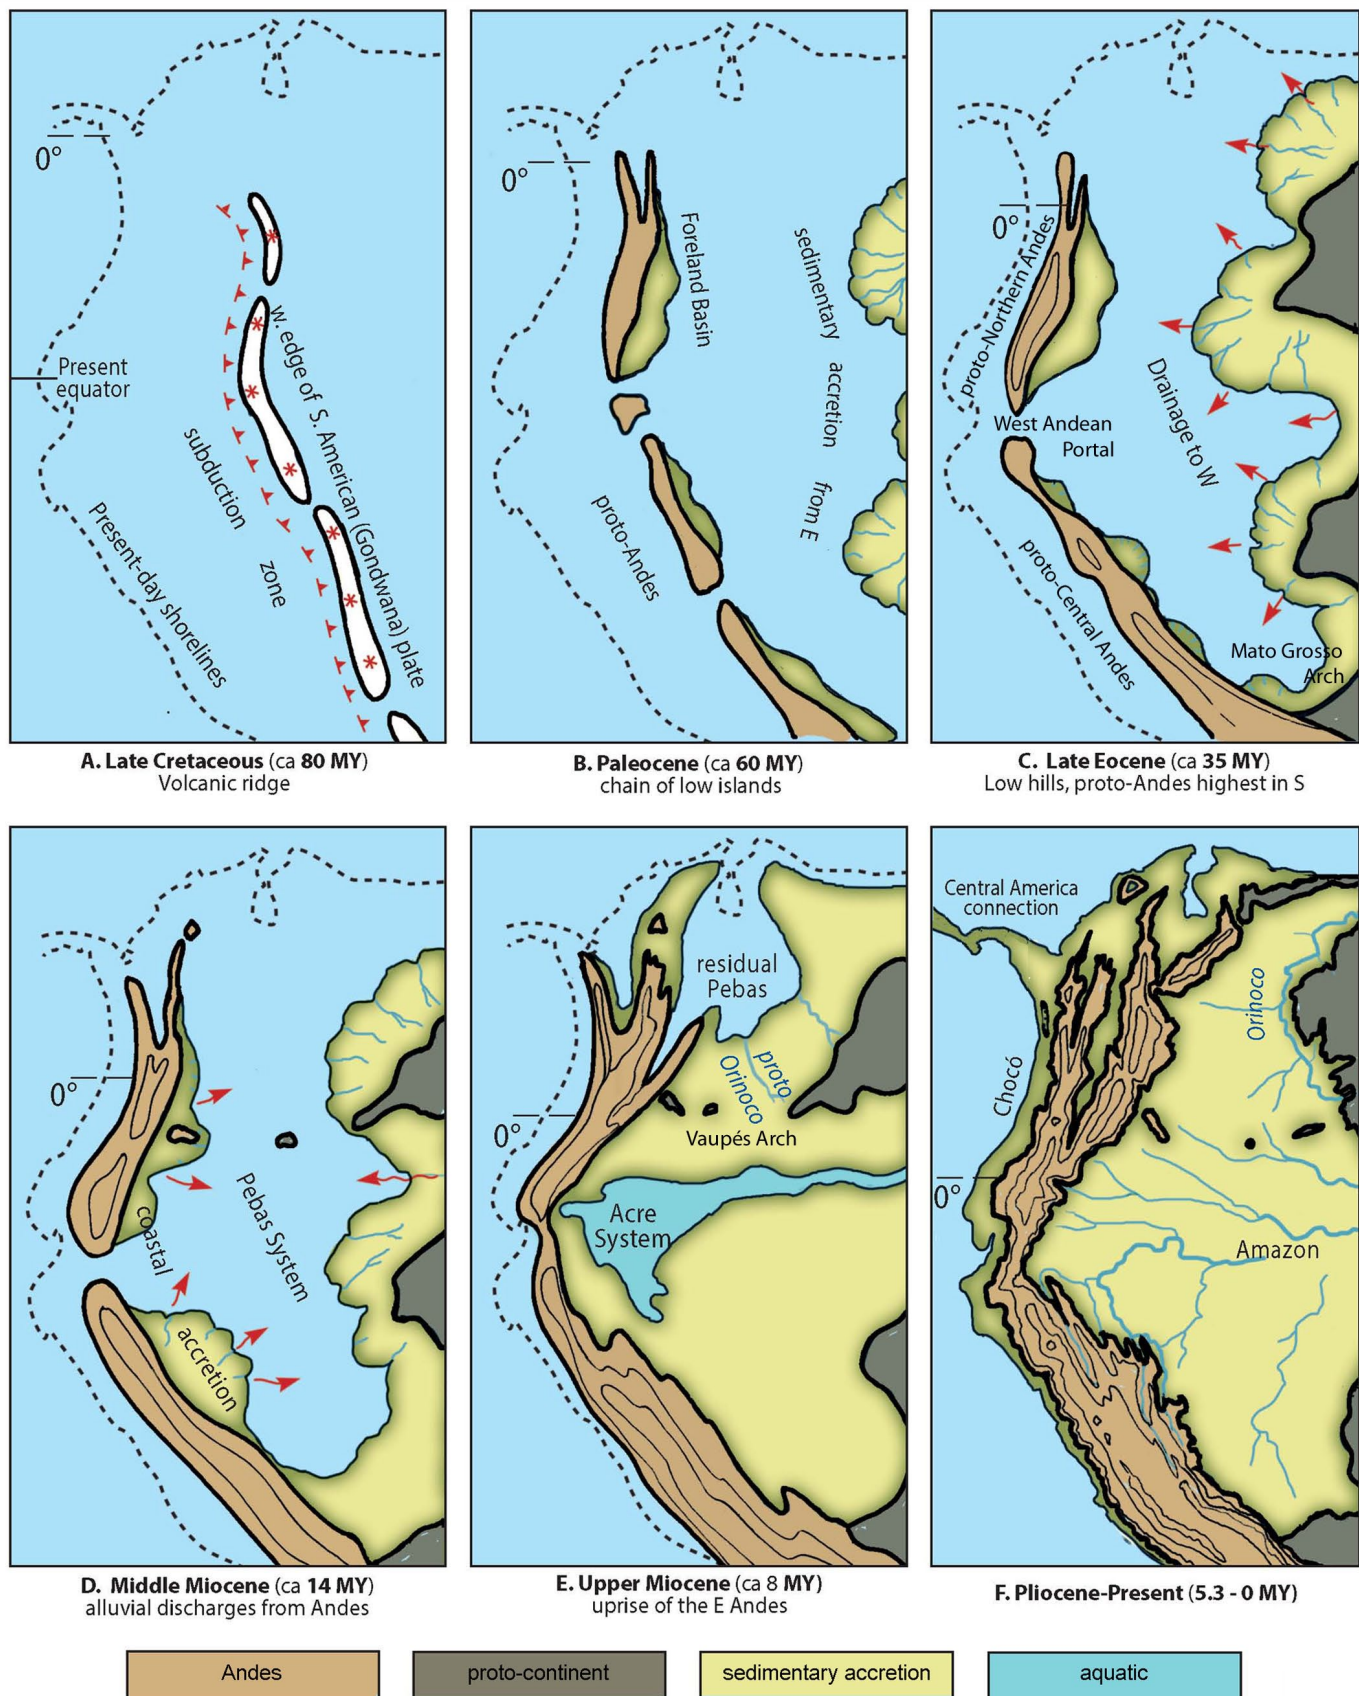 0°
Present
equator
W. edge of S. American (Gondwana) plate
subduction zone
Present-day shorelines
A. Late Cretaceous (ca 80 MY)
Volcanic ridge
0°
Foreland Basin
sedimentary accretion from E
proto-Andes
B. Paleocene (ca 60 MY)
chain of low islands
0°
proto-Northern Andes
West Andean
Portal
Drainage to W
proto-Central Andes
Mato Grosso
Arch
C. Late Eocene (ca 35 MY)
Low hills, proto-Andes highest in S
0°
coastal
accretion
Pebas System
D. Middle Miocene (ca 14 MY)
alluvial discharges from Andes
residual
Pebas
proto
Orinoco
0°
Vaupés Arch
Acre
System
E. Upper Miocene (ca 8 MY)
uprise of the E Andes
Central America
connection
Orinoco
Chocó
0°
Amazon
F. Pliocene-Present (5.3 - 0 MY)
Andes
proto-continent
sedimentary accretion
aquatic